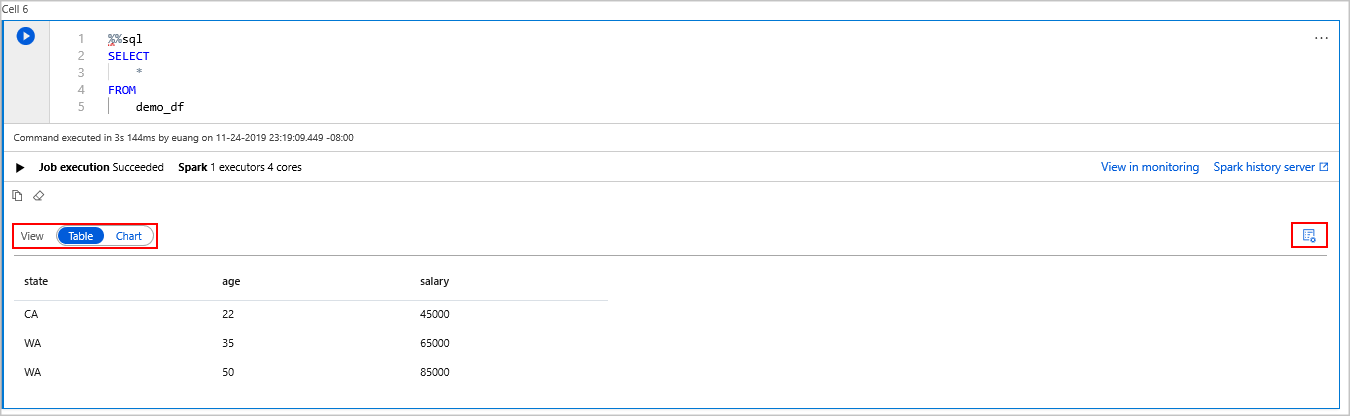 Cell 6
1 %%sql
2 SELECT
3 *
4 FROM
5 demo_df
...
Command executed in 3s 144ms by euang on 11-24-2019 23:19:09.449 -08:00
Job execution Succeeded Spark 1 executors 4 cores View in monitoring Spark history server
View Table Chart
state age salary
CA 22 45000
WA 35 65000
WA 50 85000